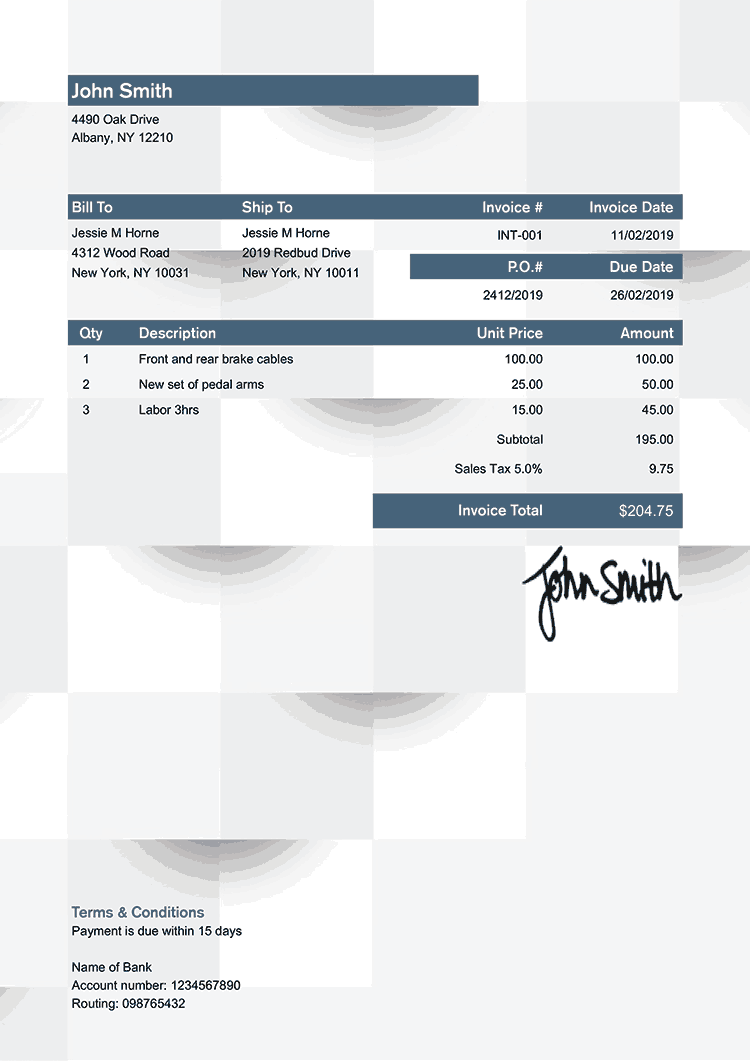 John Smith
4490 Oak Drive
Albany, NY 12210
Bill To Ship To Invoice # Invoice Date
Jessie M Horne Jessie M Horne INT-001 11/02/2019
4312 Wood Road 2019 Redbud Drive P.O.# Due Date
New York, NY 10031 New York, NY 10011 2412/2019 26/02/2019
Qty Description Unit Price Amount
1 Front and rear brake cables 100.00 100.00
2 New set of pedal arms 25.00 50.00
3 Labor 3hrs 15.00 45.00
Subtotal 195.00
Sales Tax 5.0% 9.75
Invoice Total $204.75
John Smith
Terms & Conditions
Payment is due within 15 days
Name of Bank
Account number: 1234567890
Routing: 098765432